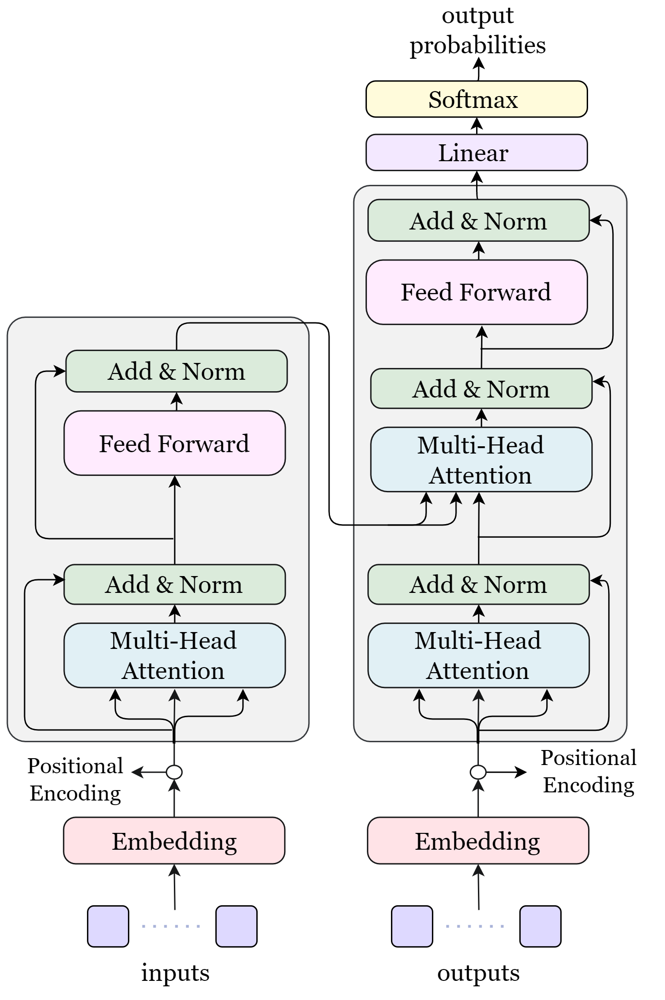 output
probabilities
Softmax
Linear
Add & Norm
Feed Forward
Add & Norm
Multi-Head
Attention
Add & Norm
Multi-Head
Attention
Positional
Encoding
Embedding
outputs
Add & Norm
Feed Forward
Add & Norm
Multi-Head
Attention
Positional
Encoding
Embedding
inputs